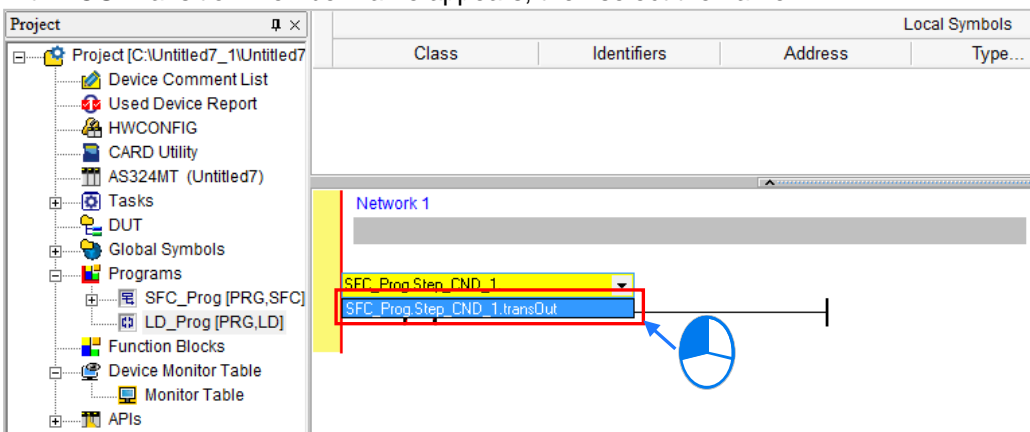 Project
Project [C:\Untitled7_1\Untitled7
Device Comment List
Used Device Report
HWCONFIG
CARD Utility
AS324MT (Untitled7)
Tasks
DUT
Global Symbols
Programs
SFC_Prog [PRG,SFC]
LD_Prog [PRG,LD]
Function Blocks
Device Monitor Table
Monitor Table
APIs
Local Symbols
Class Identifiers Address Type...
Network 1
SFC_Prog.Step_CND_1
SFC_Prog.Step_CND_1.transOut